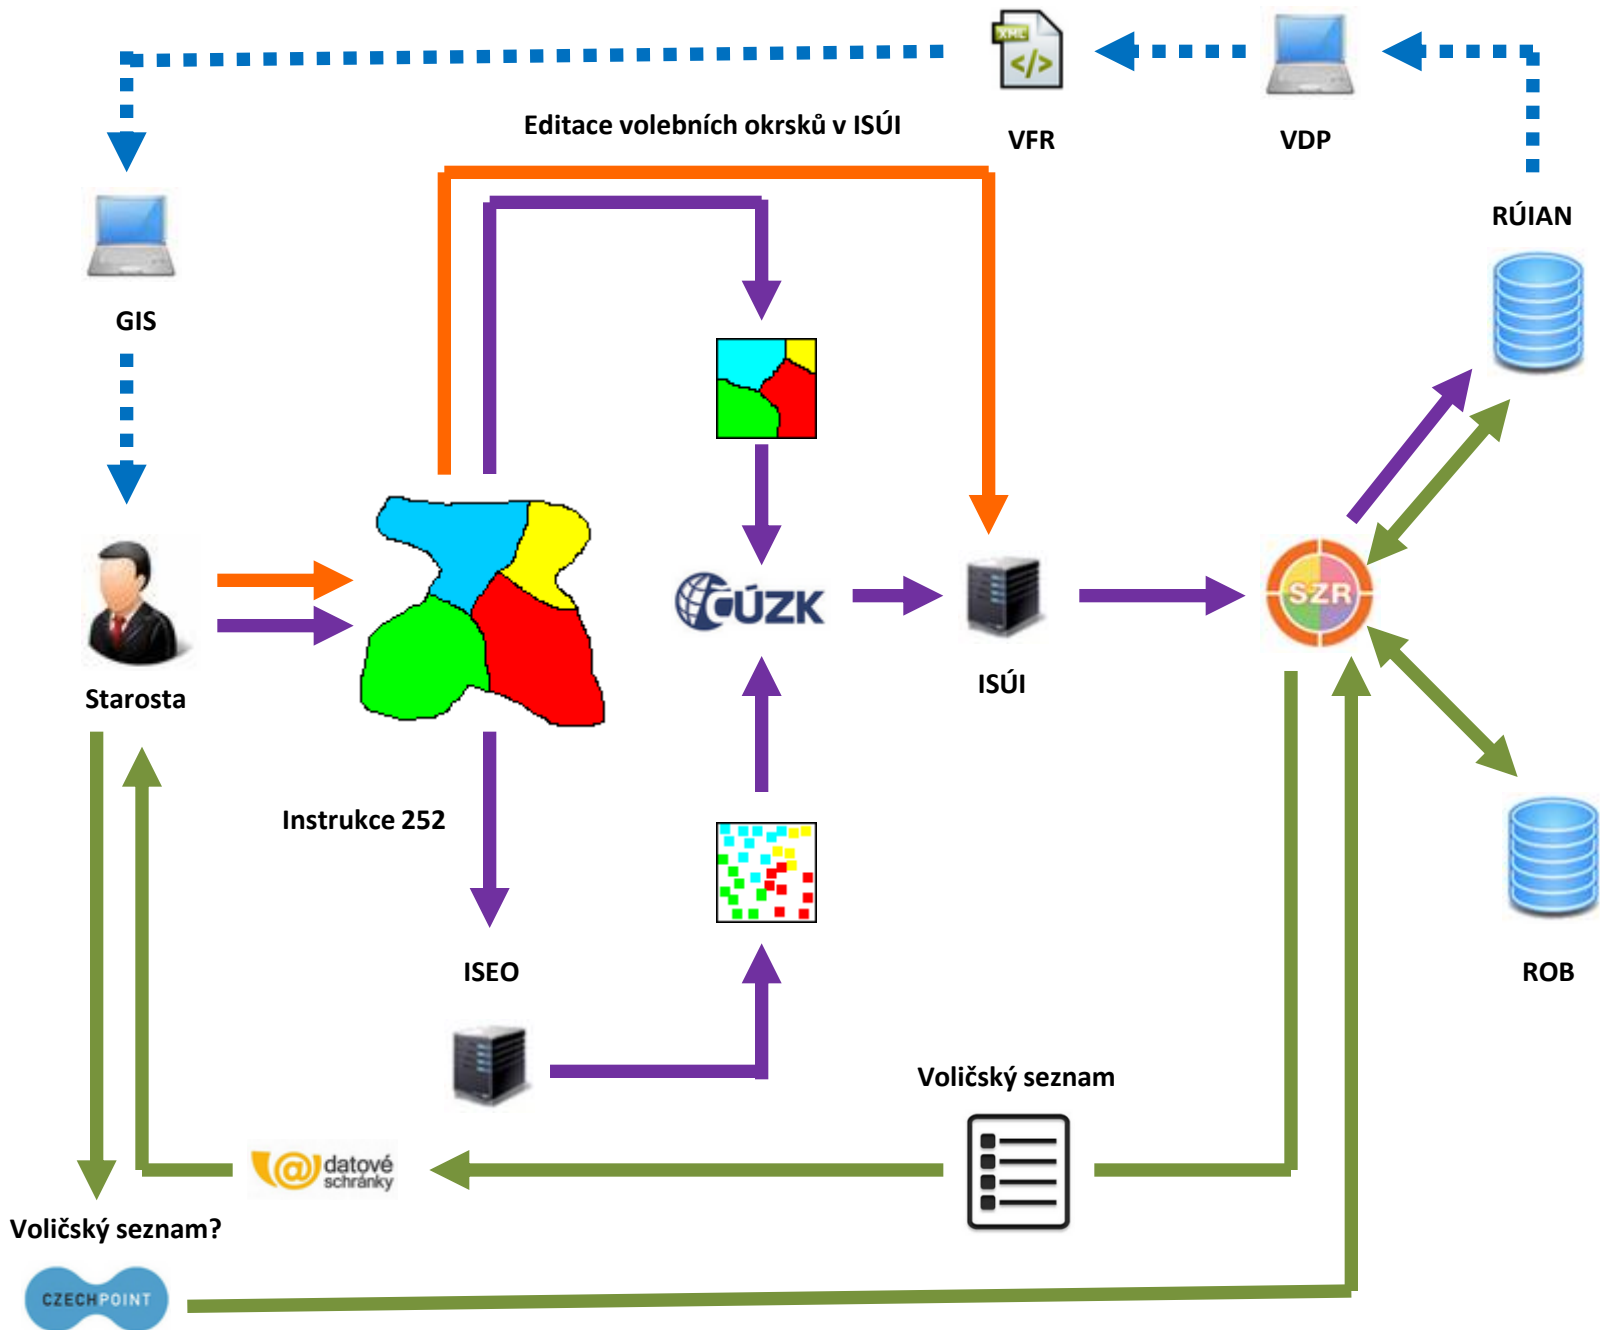 XML
</>
VFR
VDP
Editace volebních okrsků v ISÚI
RÚIAN
GIS
ČÚZK
SZR
ISÚI
Starosta
Instrukce 252
ISEO
ROB
Voličský seznam
@ datové
schránky
Voličský seznam?
CZECHPOINT